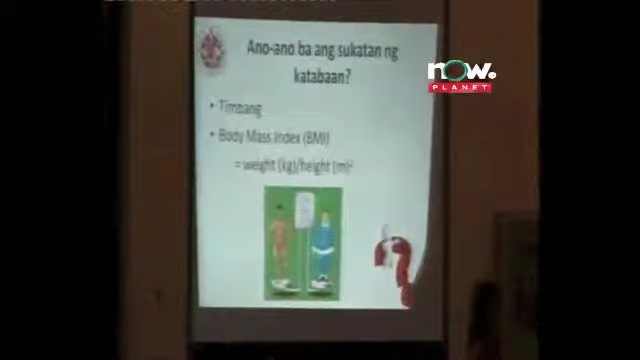 Ano-ano ba ang sukatan ng
katabaan?
• Timbang
• Body Mass Index (BMI)
= weight (kg)/height (m)²
now.
PLANET